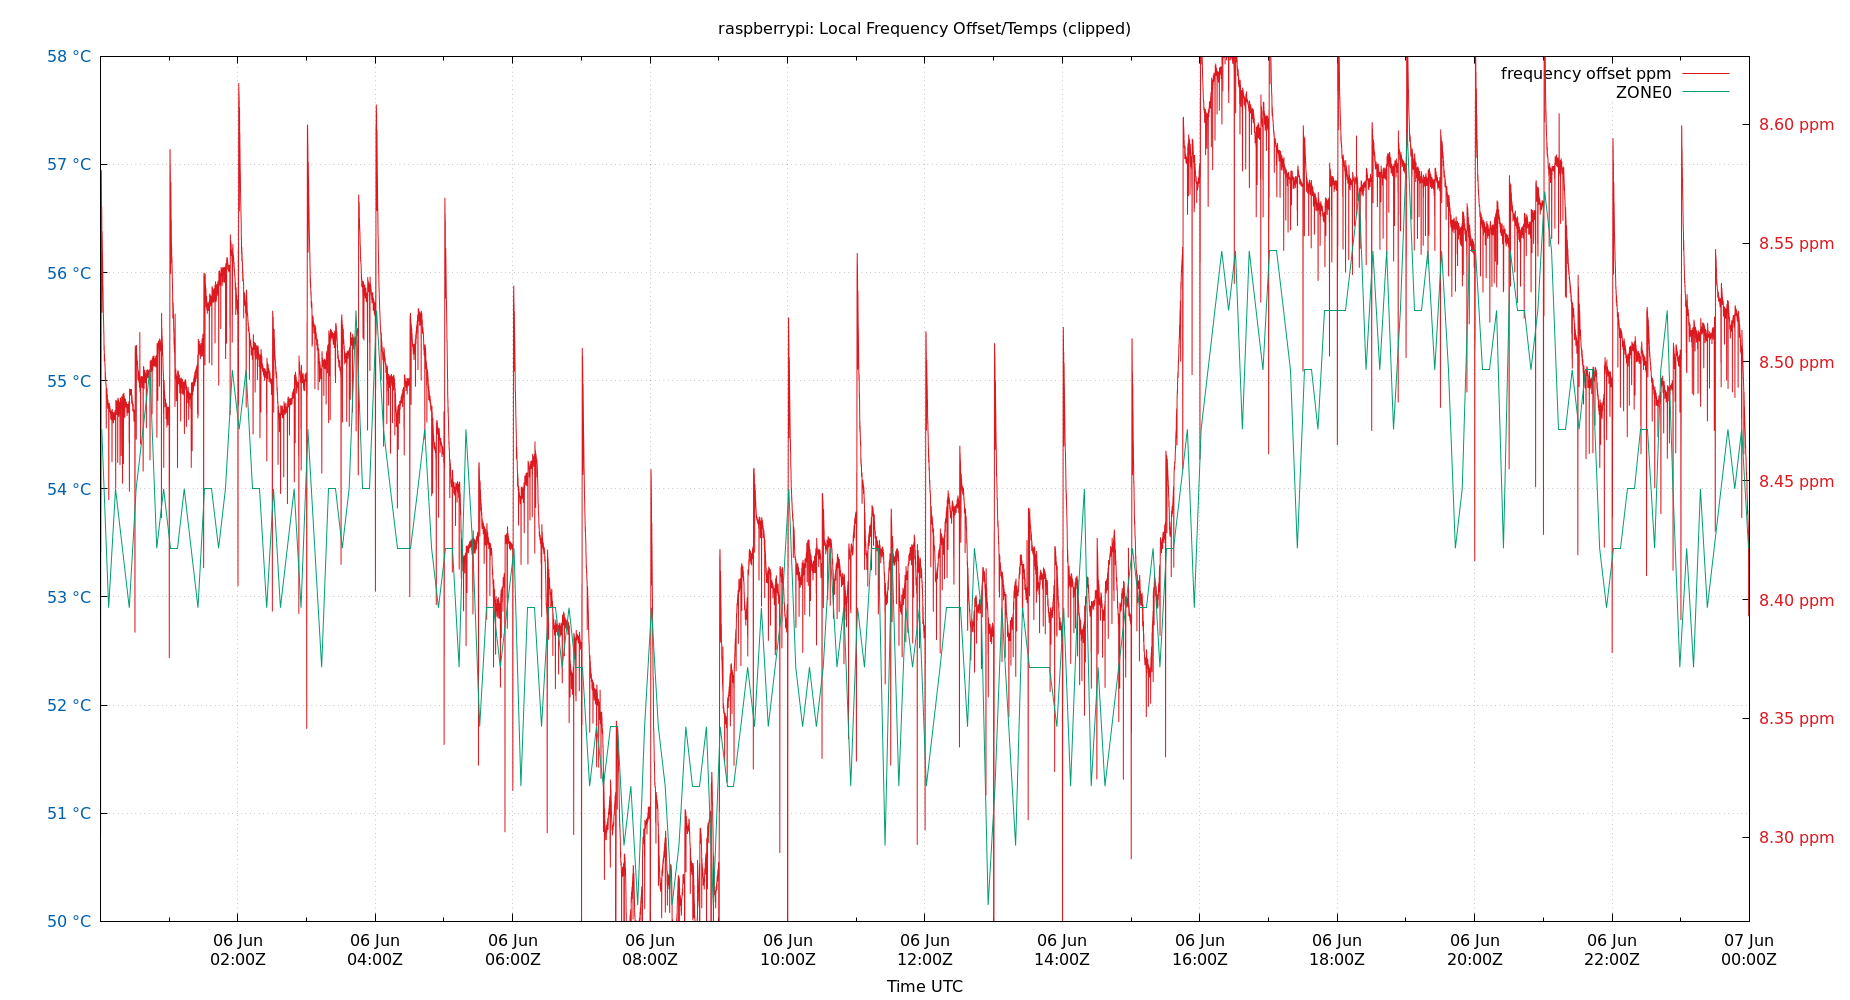 raspberrypi: Local Frequency Offset/Temps (clipped)
58 °C
57 °C
56 °C
55 °C
54 °C
53 °C
52 °C
51 °C
50 °C
frequency offset ppm
ZONE0
8.60 ppm
8.55 ppm
8.50 ppm
8.45 ppm
8.40 ppm
8.35 ppm
8.30 ppm
06 Jun 06 Jun 06 Jun 06 Jun 06 Jun 06 Jun 06 Jun 06 Jun 06 Jun 06 Jun 06 Jun 07 Jun
02:00Z 04:00Z 06:00Z 08:00Z 10:00Z 12:00Z 14:00Z 16:00Z 18:00Z 20:00Z 22:00Z 00:00Z
Time UTC